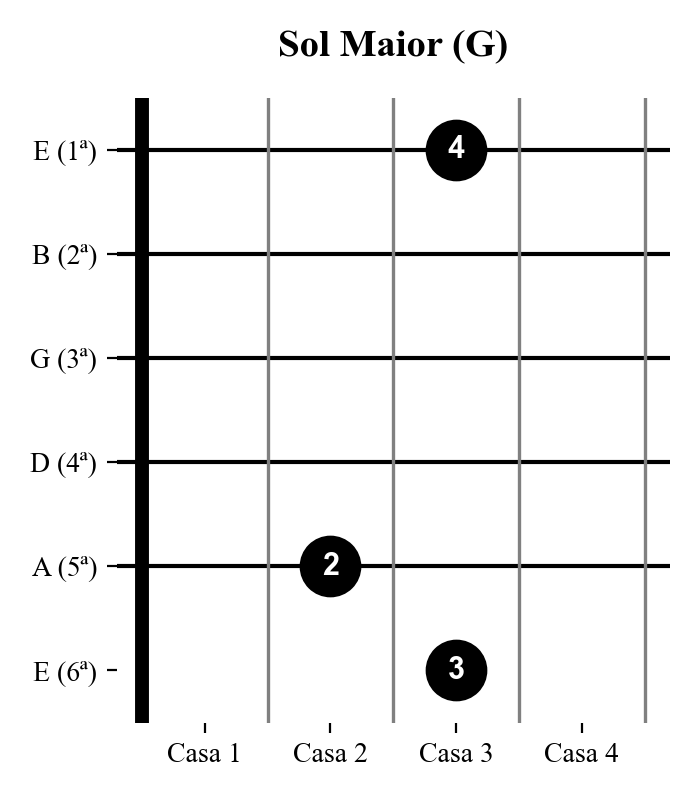 Sol Maior (G)
E (1ª)
4
B (2ª)
G (3ª)
D (4ª)
A (5ª)
2
E (6ª)
3
Casa 1
Casa 2
Casa 3
Casa 4